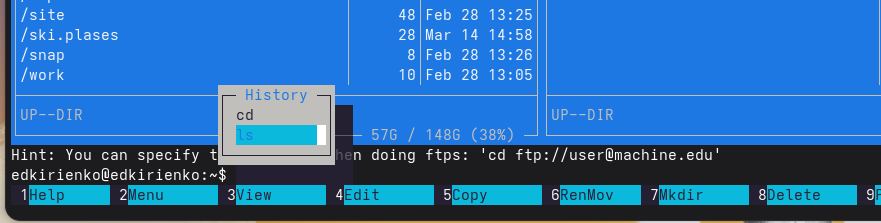 /site 48 Feb 28 13:25
/ski.plases 28 Mar 14 14:58
/snap 8 Feb 28 13:26
/work 10 Feb 28 13:05
History
cd
UP--DIR UP--DIR
ls
57G / 148G (38%)
Hint: You can specify t hen doing ftps: 'cd ftp://user@machine.edu'
edkirienko@edkirienko:~$
1Help 2Menu 3View 4Edit 5Copy 6RenMov 7Mkdir 8Delete 9